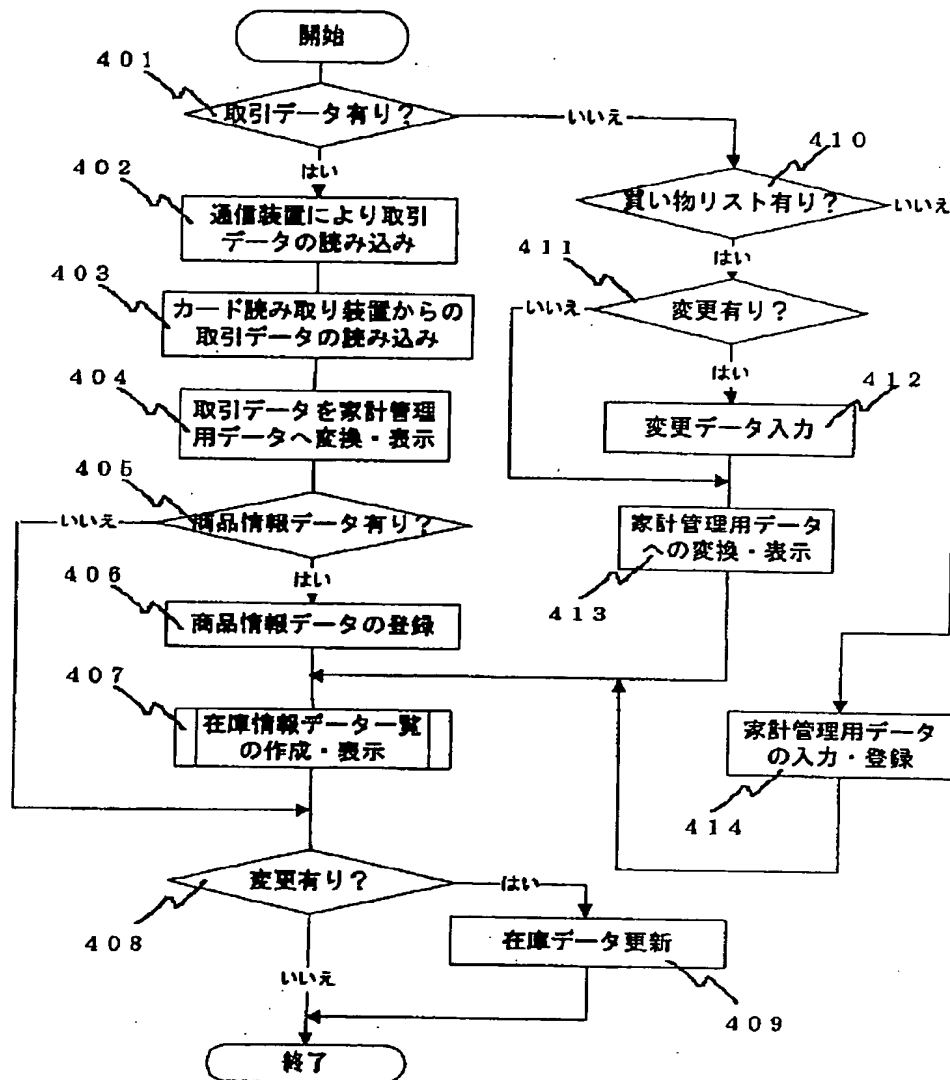 開始
401
取引データ有り?
いいえ
はい
402
通信装置により取引
データの読み込み
403
カード読み取り装置からの
取引データの読み込み
404
取引データを家計管理
用データへ変換・表示
405
商品情報データ有り?
いいえ
はい
406
商品情報データの登録
407
在庫情報データ一覧
の作成・表示
408
変更有り?
はい
いいえ
在庫データ更新
409
終了
410
買い物リスト有り?
いいえ
はい
411
変更有り?
いいえ
はい
412
変更データ入力
家計管理用データ
への変換・表示
413
家計管理用データ
の入力・登録
414